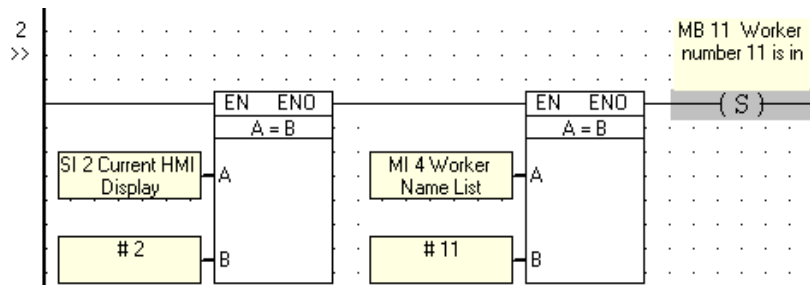 2
>>
MB 11 Worker
number 11 is in
EN ENO
EN ENO
( S )
A = B
A = B
SI 2 Current HMI
Display
A
MI 4 Worker
Name List
A
# 2
B
# 11
B